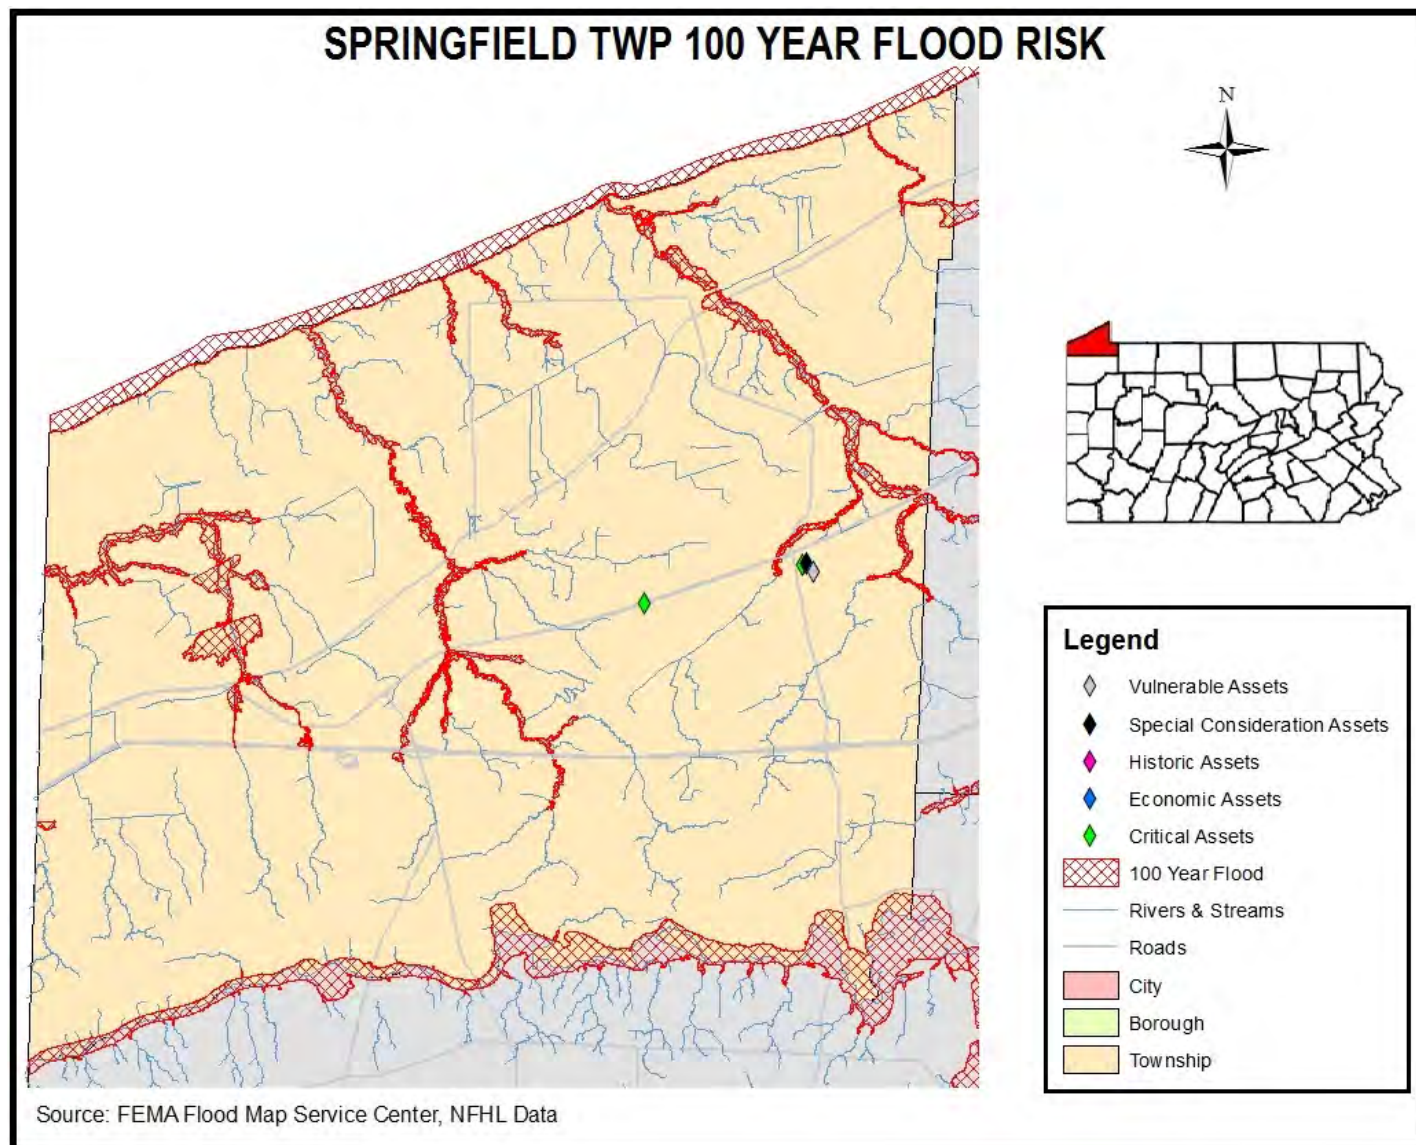 SPRINGFIELD TWP 100 YEAR FLOOD RISK
N
Legend
Vulnerable Assets
Special Consideration Assets
Historic Assets
Economic Assets
Critical Assets
100 Year Flood
Rivers & Streams
Roads
City
Borough
Township
Source: FEMA Flood Map Service Center, NFHL Data